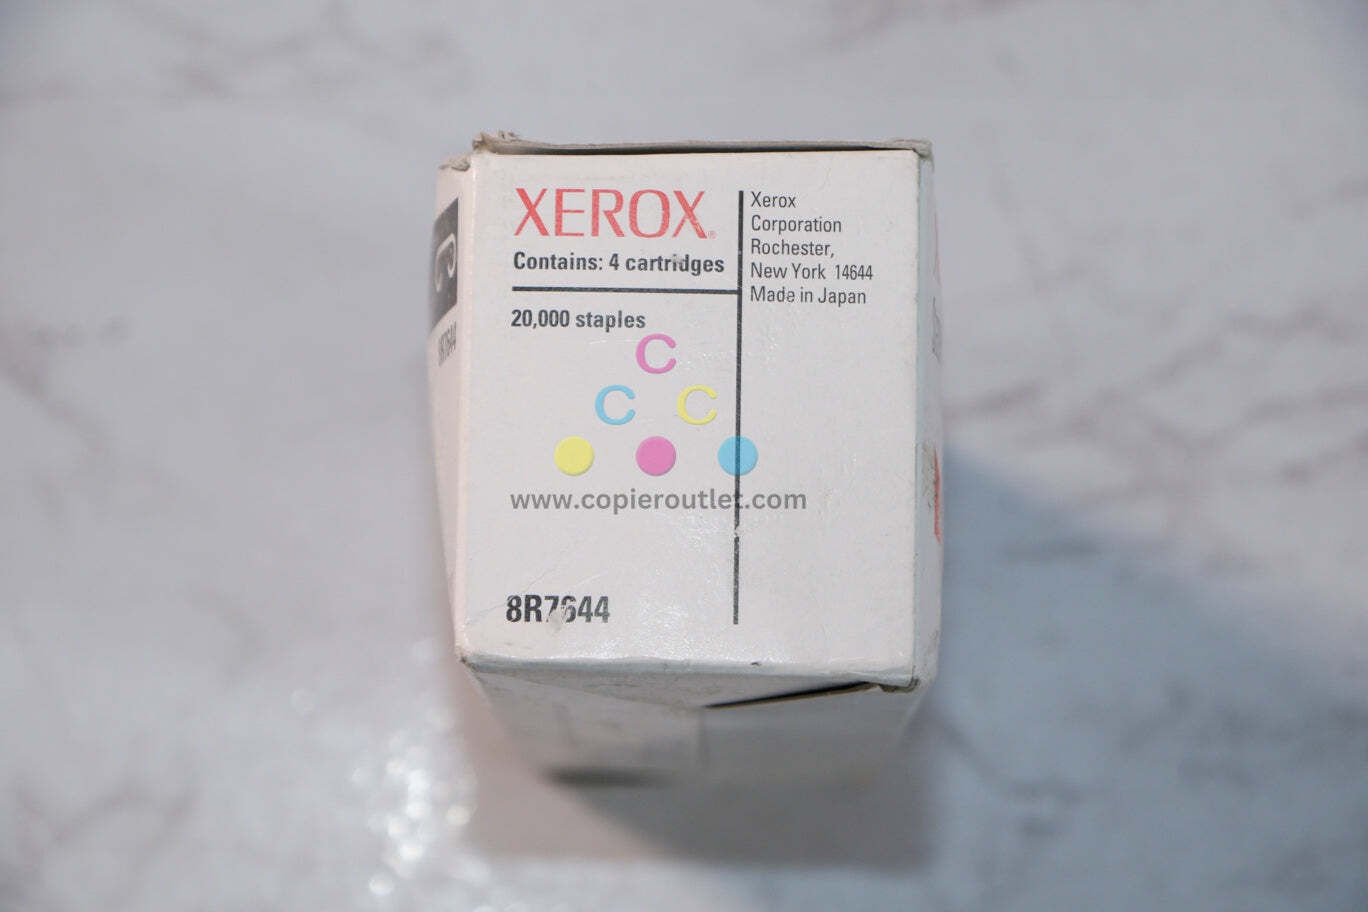 XEROX®
Contains: 4 cartridges
20,000 staples
Xerox
Corporation
Rochester,
New York 14644
Made in Japan
C
C C
www.copieroutlet.com
8R7644
8R7644